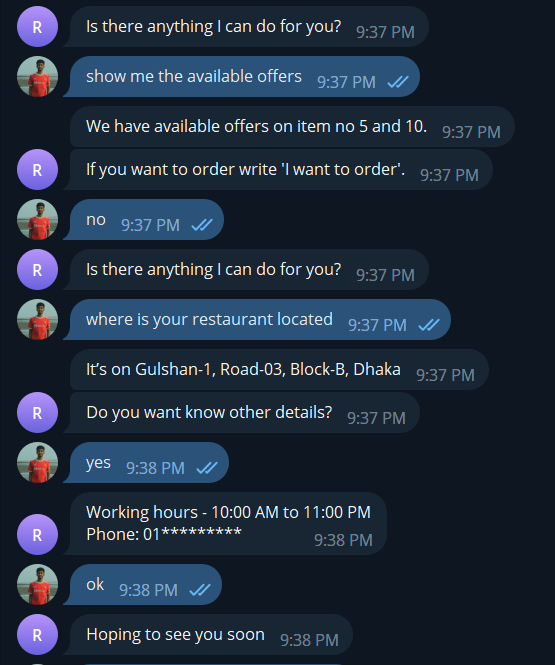 R
Is there anything I can do for you? 9:37 PM
show me the available offers 9:37 PM
We have available offers on item no 5 and 10. 9:37 PM
R
If you want to order write 'I want to order'. 9:37 PM
no 9:37 PM
R
Is there anything I can do for you? 9:37 PM
where is your restaurant located 9:37 PM
It’s on Gulshan-1, Road-03, Block-B, Dhaka 9:37 PM
R
Do you want know other details? 9:37 PM
yes 9:38 PM
Working hours - 10:00 AM to 11:00 PM
R
Phone: 01********* 9:38 PM
ok 9:38 PM
R
Hoping to see you soon 9:38 PM